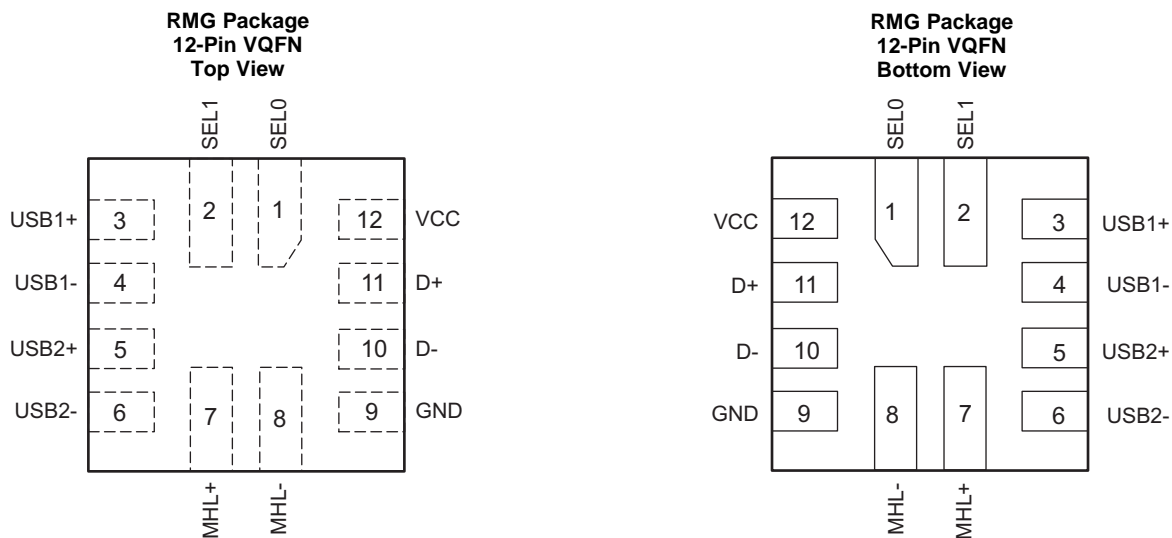 RMG Package
12-Pin VQFN
Top View
SEL1
SEL0
2
1
USB1+
3
12
VCC
USB1-
4
11
D+
USB2+
5
10
D-
USB2-
6
7
8
9
GND
MHL+
MHL-
RMG Package
12-Pin VQFN
Bottom View
SEL0
SEL1
1
2
VCC
12
3
USB1+
D+
11
4
USB1-
D-
10
5
USB2+
GND
9
8
7
6
USB2-
MHL-
MHL+